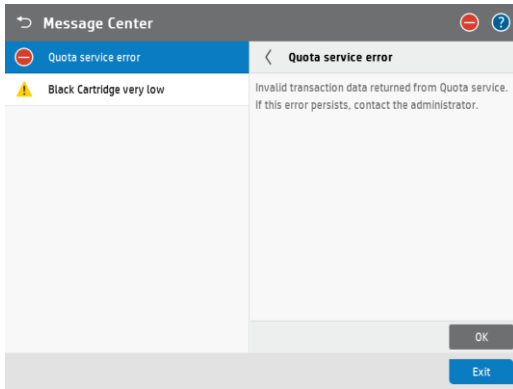 Message Center
Quota service error
Black Cartridge very low
Quota service error
Invalid transaction data returned from Quota service.
If this error persists, contact the administrator.
OK
Exit